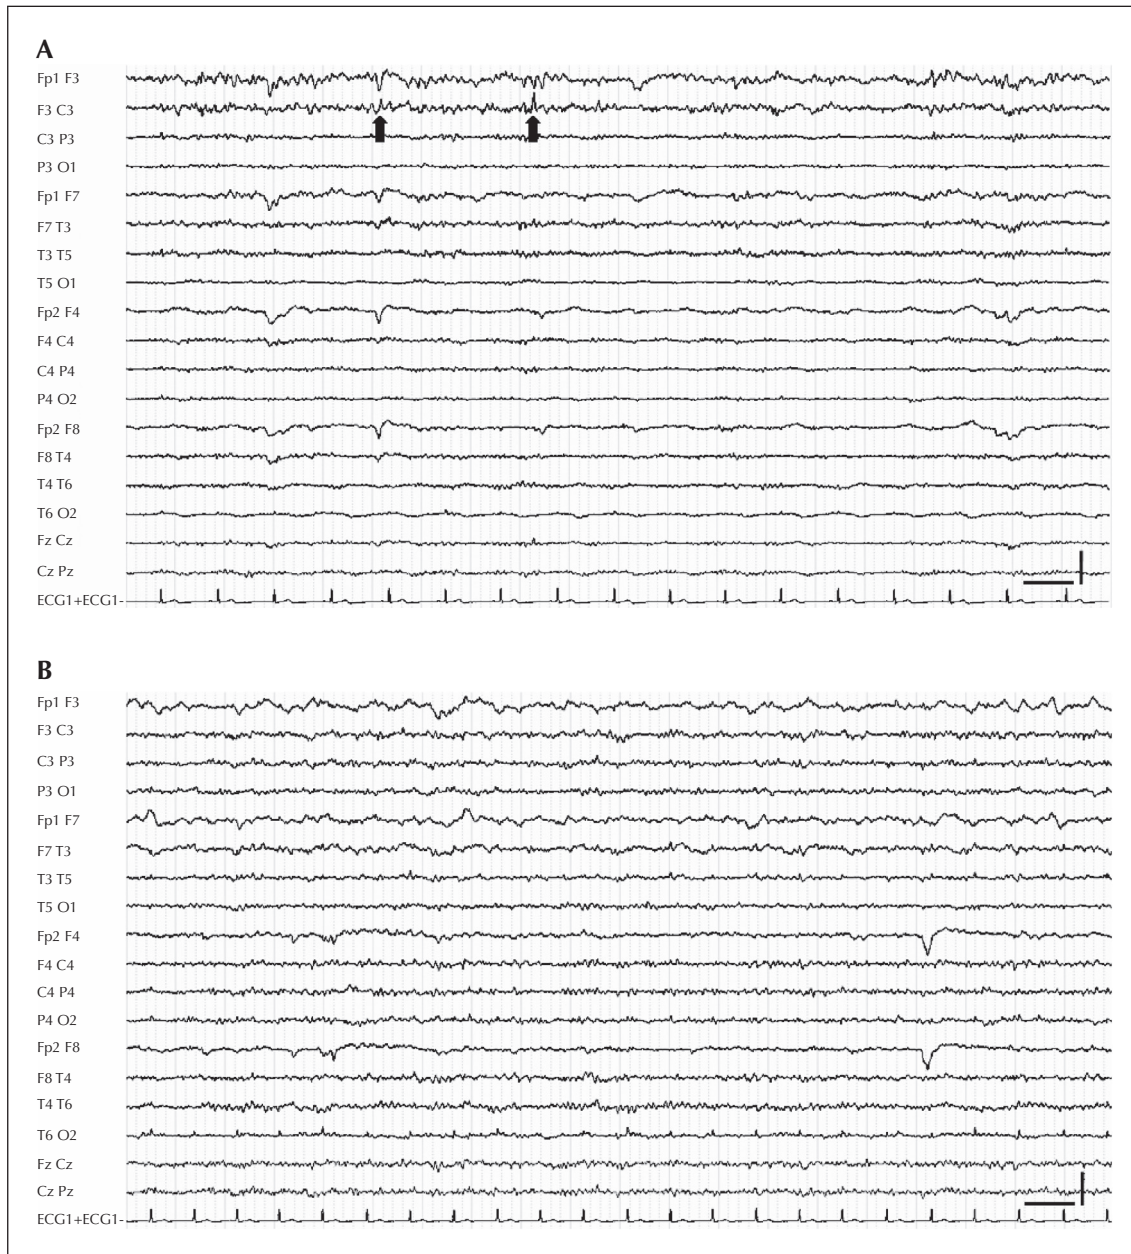 A
Fp1 F3
F3 C3
C3 P3
P3 O1
Fp1 F7
F7 T3
T3 T5
T5 O1
Fp2 F4
F4 C4
C4 P4
P4 O2
Fp2 F8
F8 T4
T4 T6
T6 O2
Fz Cz
Cz Pz
ECG1+ECG1-
B
Fp1 F3
F3 C3
C3 P3
P3 O1
Fp1 F7
F7 T3
T3 T5
T5 O1
Fp2 F4
F4 C4
C4 P4
P4 O2
Fp2 F8
F8 T4
T4 T6
T6 O2
Fz Cz
Cz Pz
ECG1+ECG1-